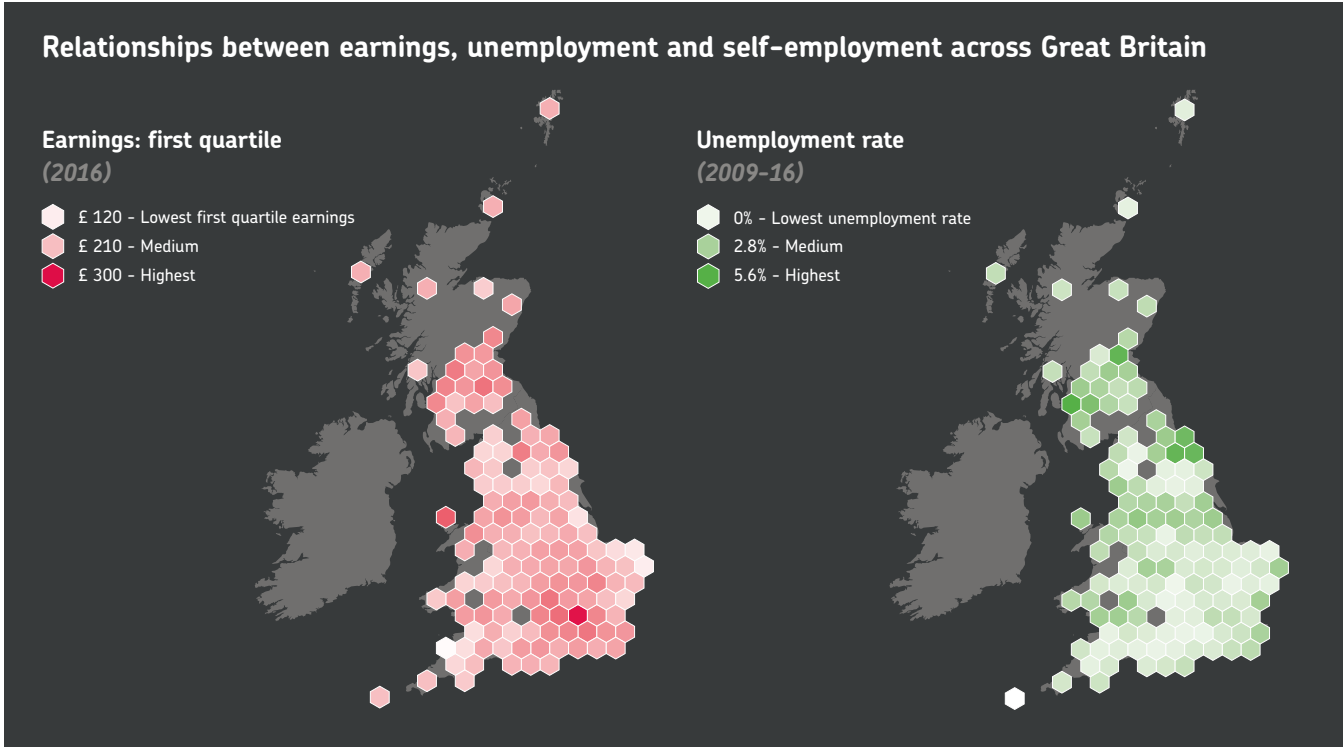 Relationships between earnings, unemployment and self-employment across Great Britain
Earnings: first quartile
(2016)
£ 120 - Lowest first quartile earnings
£ 210 - Medium
£ 300 - Highest
Unemployment rate
(2009-16)
0% - Lowest unemployment rate
2.8% - Medium
5.6% - Highest